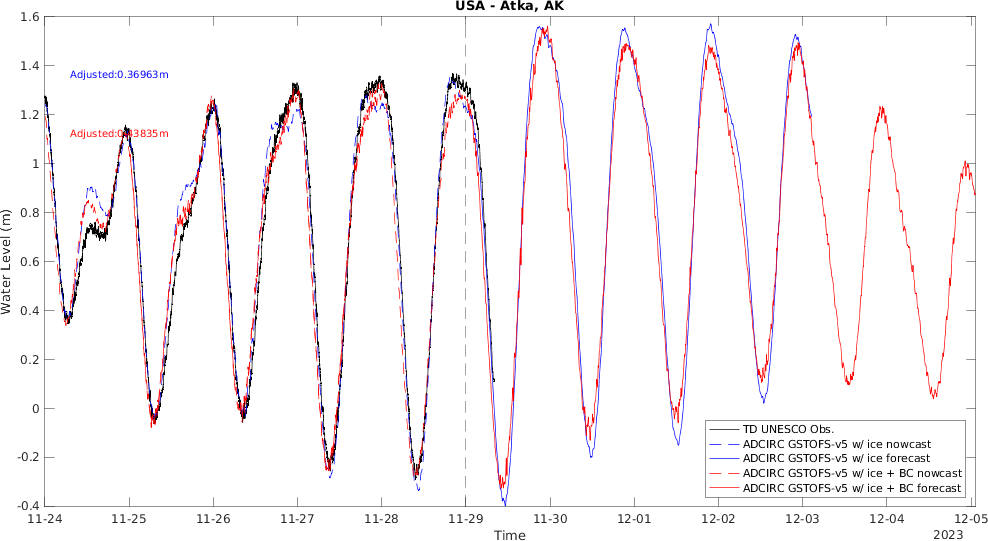 USA - Atka, AK
1.6
1.4
1.2
1
0.8
0.6
0.4
0.2
0
-0.2
-0.4
Water Level (m)
Adjusted:0.36963m
TD UNESCO Obs.
ADCIRC GSTOFS-v5 w/ ice nowcast
ADCIRC GSTOFS-v5 w/ ice forecast
ADCIRC GSTOFS-v5 w/ ice + BC nowcast
ADCIRC GSTOFS-v5 w/ ice + BC forecast
11-24 11-25 11-26 11-27 11-28 11-29 11-30 12-01 12-02 12-03 12-04 12-05
Time
2023